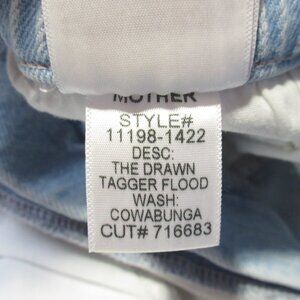 MOTHER
STYLE#
11198-1422
DESC:
THE DRAWN
TAGGER FLOOD
WASH:
COWABUNGA
CUT# 716683